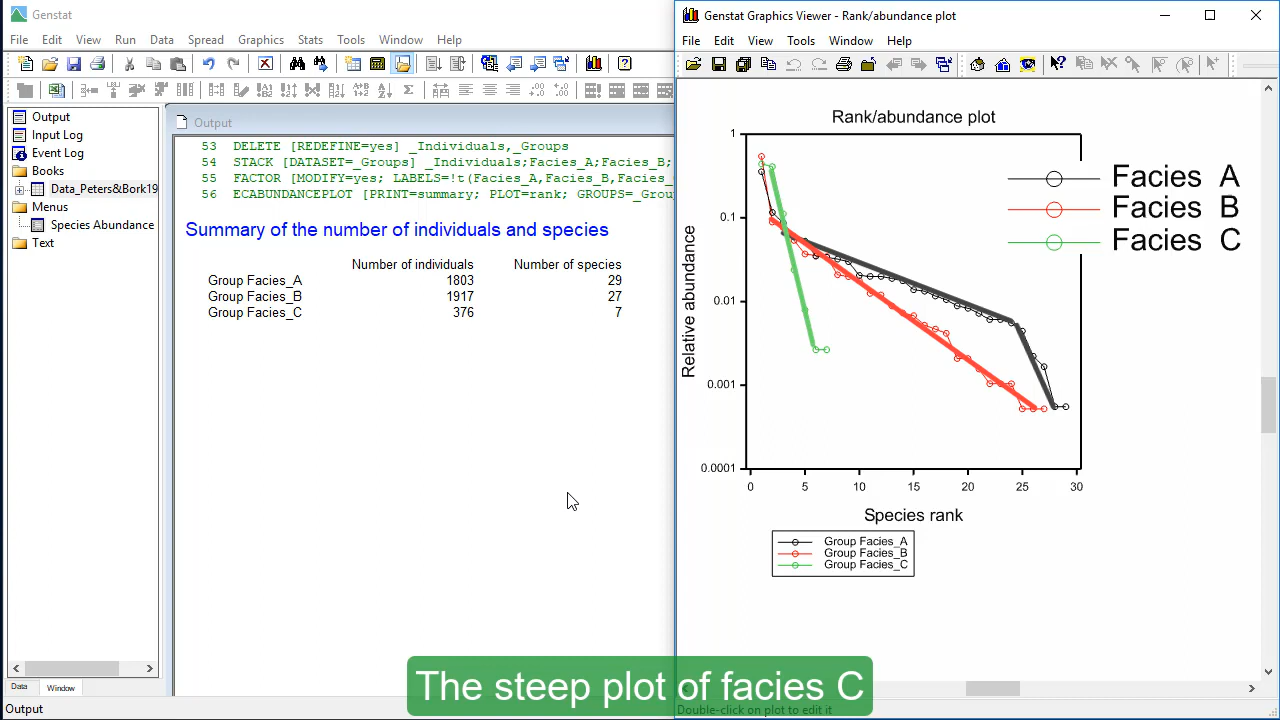 Genstat
File Edit View Run Data Spread Graphics Stats Tools Window Help
Output
Input Log
Event Log
Books
Data_Peters&Bork19
Menus
Species Abundance
Text
Data Window
Output
Output
53 DELETE [REDEFINE=yes] _Individuals,_Groups
54 STACK [DATASET=_Groups] _Individuals;Facies_A;Facies_B;
55 FACTOR [MODIFY=yes; LABELS=!t(Facies_A,Facies_B,Facies_
56 ECABUNDANCEPLOT [PRINT=summary; PLOT=rank; GROUPS=_Grou
Summary of the number of individuals and species
Number of individuals Number of species
Group Facies_A 1803 29
Group Facies_B 1917 27
Group Facies_C 376 7
Genstat Graphics Viewer - Rank/abundance plot
File Edit View Tools Window Help
Rank/abundance plot
Relative abundance
1
0.1
0.01
0.001
0.0001
0 5 10 15 20 25 30
Species rank
Facies A
Facies B
Facies C
Group Facies_A
Group Facies_B
Group Facies_C
The steep plot of facies C
Double-click on plot to edit it